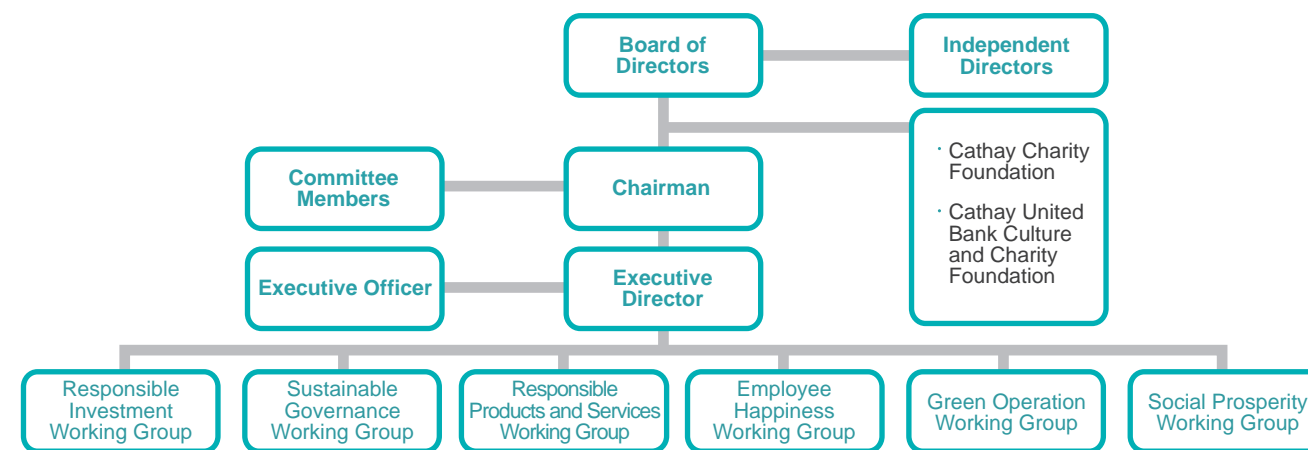 Board of
Directors
Independent
Directors
· Cathay Charity
Foundation
· Cathay United
Bank Culture
and Charity
Foundation
Committee
Members
Chairman
Executive Officer
Executive
Director
Responsible
Investment
Working Group
Sustainable
Governance
Working Group
Responsible
Products and Services
Working Group
Employee
Happiness
Working Group
Green Operation
Working Group
Social Prosperity
Working Group